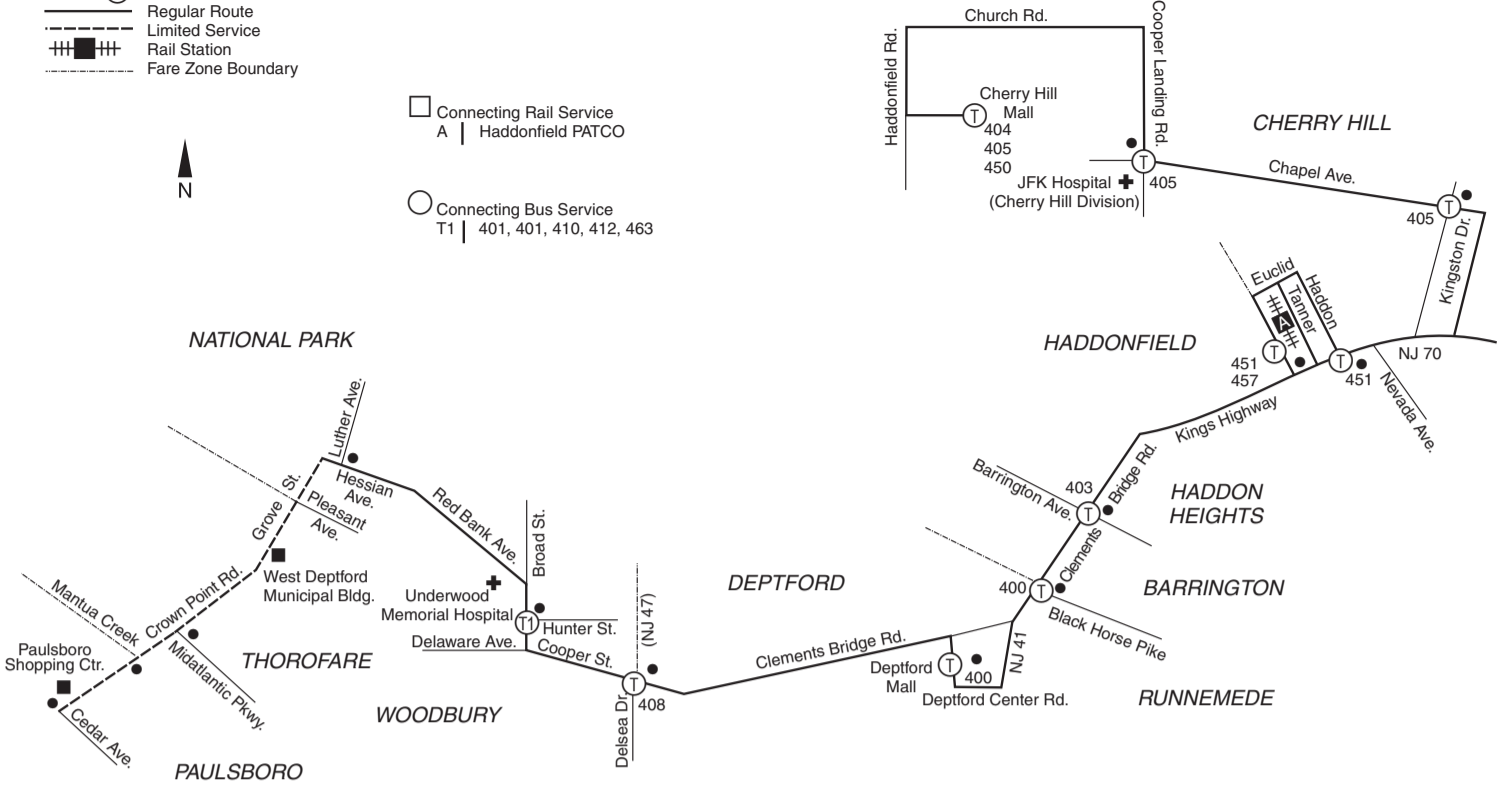 Regular Route
Limited Service
Rail Station
Fare Zone Boundary
N
Connecting Rail Service
A | Haddonfield PATCO
Connecting Bus Service
T1 | 401, 401, 410, 412, 463
Church Rd.
Haddonfield Rd.
Cooper Landing Rd.
Cherry Hill
Mall
T
404
405
450
CHERRY HILL
T
JFK Hospital
(Cherry Hill Division)
405
Chapel Ave.
T
405
Kingston Dr.
Euclid
Haddon
Tanner
A
HADDONFIELD
T
451
457
T
451
NJ 70
Nevada Ave.
Kings Highway
NATIONAL PARK
Luther Ave.
Hessian
Ave.
Grove St.
Pleasant
Ave.
Red Bank Ave.
Broad St.
West Deptford
Municipal Bldg.
Crown Point Rd.
Mantua Creek
Paulsboro
Shopping Ctr.
Midatlantic Pkwy.
Cedar Ave.
THOROFARE
PAULSBORO
WOODBURY
Underwood
Memorial Hospital
T1
Hunter St.
Delaware Ave.
Cooper St.
(NJ 47)
T
408
Delsea Dr.
DEPTFORD
Clements Bridge Rd.
Deptford
Mall
T
400
Deptford Center Rd.
NJ 41
Barrington Ave.
403
T
Clements Bridge Rd.
HADDON
HEIGHTS
400
T
BARRINGTON
Black Horse Pike
RUNNEMEDE